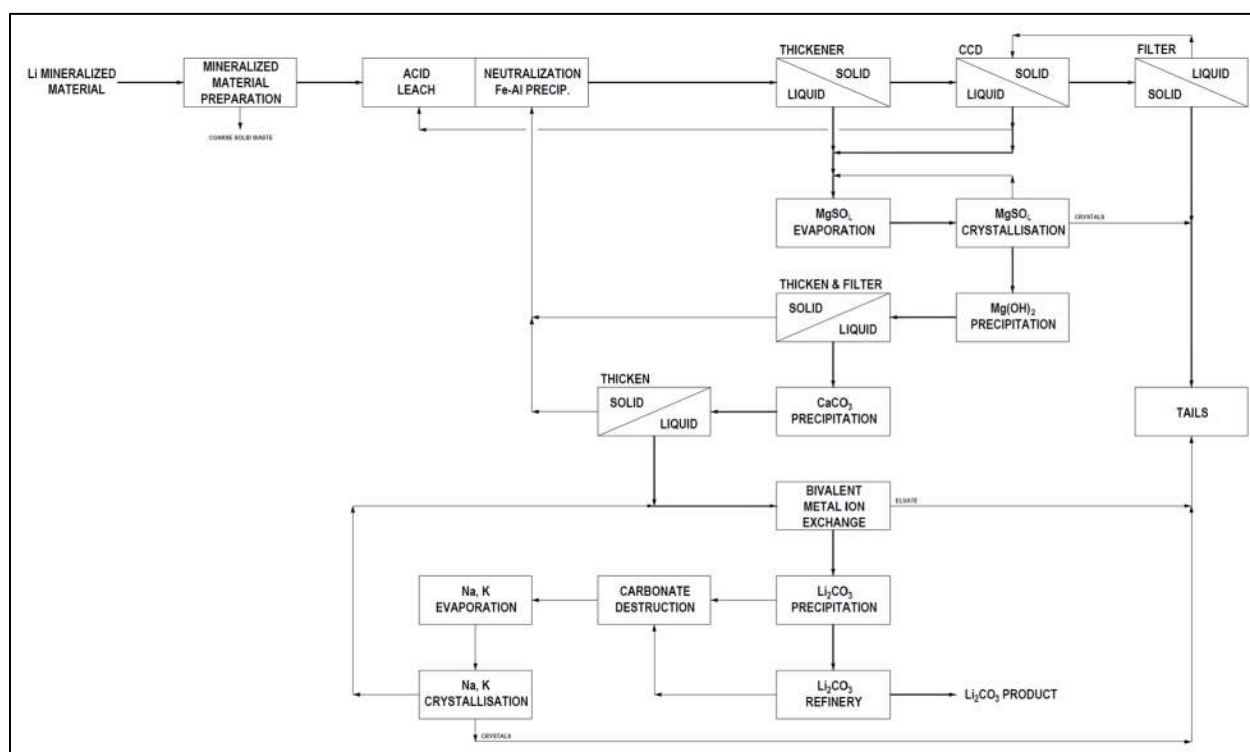 THICKENER
CCD
FILTER
Li MINERALIZED
MATERIAL
MINERALIZED
MATERIAL
PREPARATION
ACID
LEACH
NEUTRALIZATION
Fe-Al PRECIP.
SOLID
LIQUID
SOLID
LIQUID
LIQUID
SOLID
COARSE SOLID WASTE
MgSO₄
EVAPORATION
MgSO₄
CRYSTALLISATION
CRYSTALS
THICKEN & FILTER
SOLID
LIQUID
Mg(OH)₂
PRECIPITATION
THICKEN
SOLID
LIQUID
CaCO₃
PRECIPITATION
TAILS
BIVALENT
METAL ION
EXCHANGE
ELUATE
Na, K
EVAPORATION
CARBONATE
DESTRUCTION
Li₂CO₃
PRECIPITATION
Na, K
CRYSTALLISATION
Li₂CO₃
REFINERY
Li₂CO₃ PRODUCT
CRYSTALS